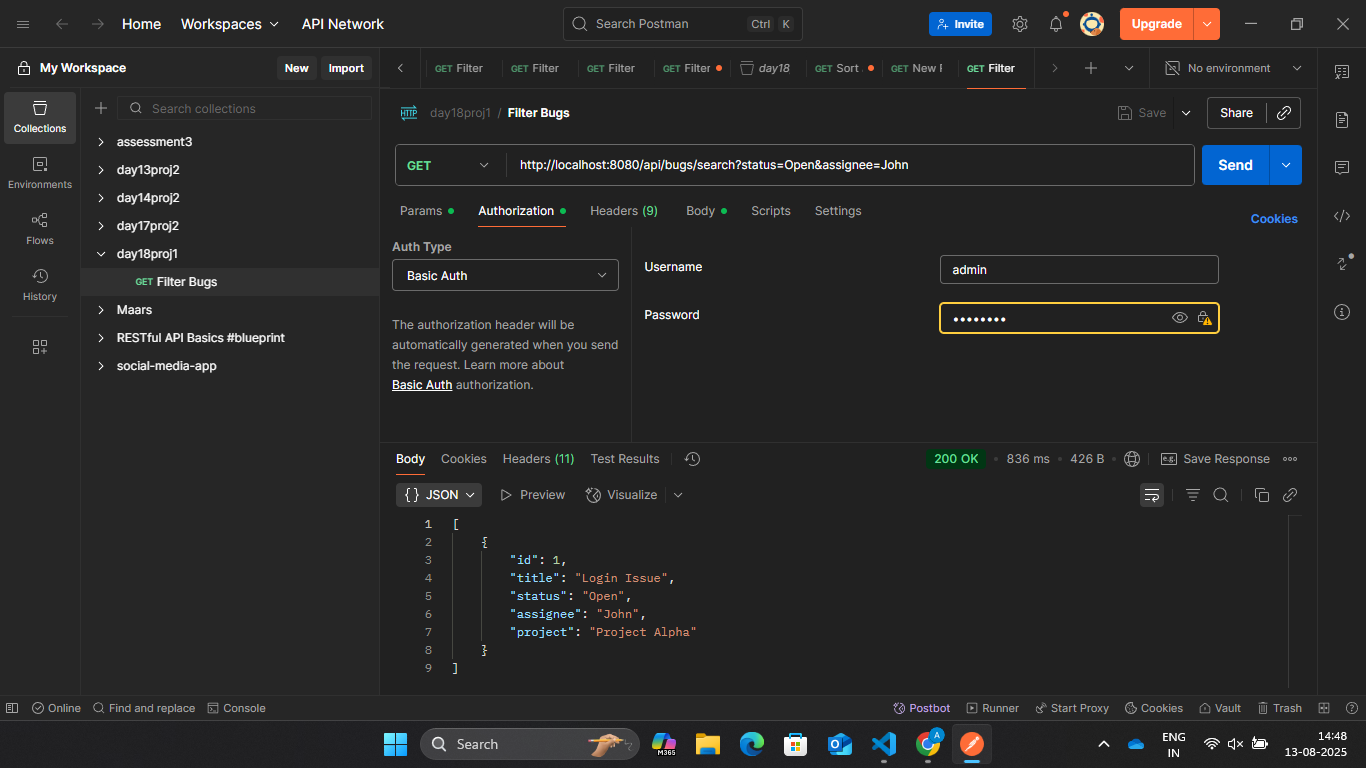 Home Workspaces API Network Search Postman Ctrl K Invite Upgrade
My Workspace New Import GET Filter GET Filter GET Filter GET Filter day18 GET Sort GET New GET Filter No environment
Search collections
Collections
Environments
Flows
History
assessment3
day13proj2
day14proj2
day17proj2
day18proj1
GET Filter Bugs
Maars
RESTful API Basics #blueprint
social-media-app
HTTP day18proj1 / Filter Bugs Save Share
GET http://localhost:8080/api/bugs/search?status=Open&assignee=John Send
Params Authorization Headers (9) Body Scripts Settings Cookies
Auth Type
Basic Auth
The authorization header will be
automatically generated when you send
the request. Learn more about
Basic Auth authorization.
Username admin
Password ••••••••
Body Cookies Headers (11) Test Results 200 OK • 836 ms • 426 B • e.g. Save Response
{} JSON Preview Visualize
1 [
2 {
3 "id": 1,
4 "title": "Login Issue",
5 "status": "Open",
6 "assignee": "John",
7 "project": "Project Alpha"
8 }
9 ]
Online Find and replace Console Postbot Runner Start Proxy Cookies Vault Trash
Search M365 A ENG
IN 14:48
13-08-2025